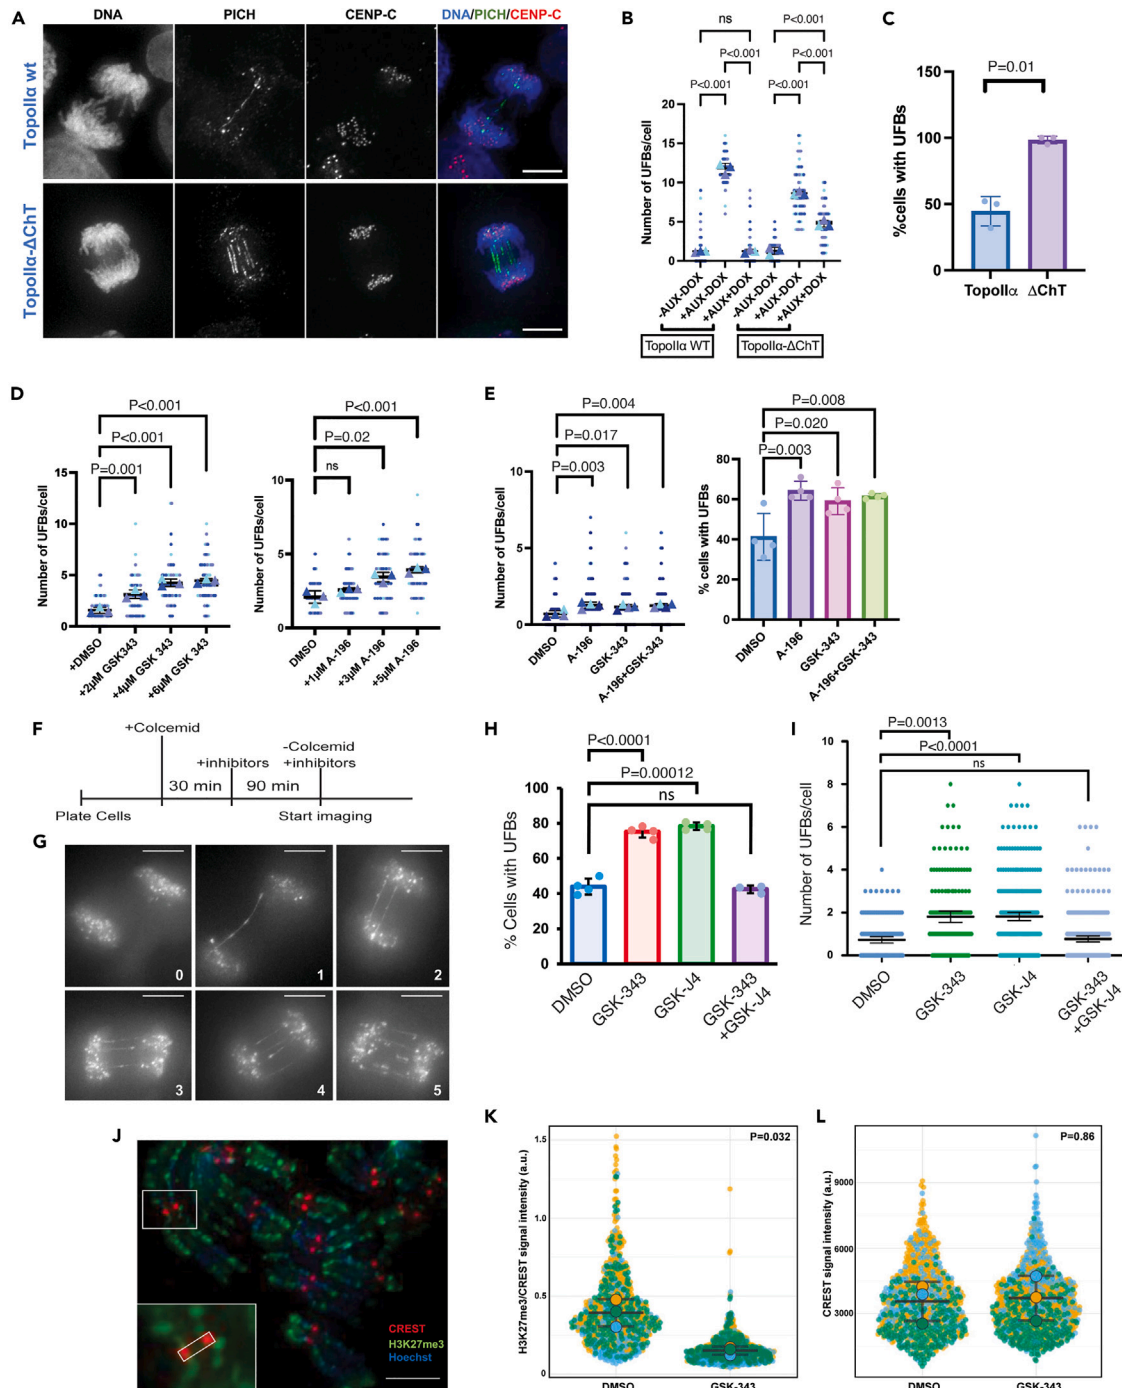 A
DNA
PICH
CENP-C
DNA/PICH/CENP-C
TopoIIα wt
TopoIIα-ΔChT
B
ns
P<0.001
P<0.001
P<0.001
P<0.001
P<0.001
P<0.001
P<0.001
Number of UFBs/cell
20
15
10
5
0
-AUX-DOX
+AUX-DOX
+AUX+DOX
-AUX-DOX
+AUX-DOX
+AUX+DOX
TopoIIα WT
TopoIIα-ΔChT
C
P=0.01
%cells with UFBs
150
100
50
0
TopoIIα
ΔChT
D
P<0.001
P<0.001
P=0.001
Number of UFBs/cell
15
10
5
0
+DMSO
+2µM GSK343
+4µM GSK 343
+6µM GSK 343
P<0.001
P=0.02
ns
Number of UFBs/cell
10
5
0
DMSO
+1µM A-196
+3µM A-196
+5µM A-196
E
P=0.004
P=0.017
P=0.003
Number of UFBs/cell
10
5
0
DMSO
A-196
GSK-343
A-196+GSK-343
P=0.008
P=0.020
P=0.003
% cells with UFBs
80
60
40
20
0
DMSO
A-196
GSK-343
A-196+GSK-343
F
+Colcemid
+inhibitors
-Colcemid
+inhibitors
30 min
90 min
Plate Cells
Start imaging
G
0
1
2
3
4
5
H
P<0.0001
P=0.00012
ns
% Cells with UFBs
100
80
60
40
20
0
DMSO
GSK-343
GSK-J4
GSK-343
+GSK-J4
I
P=0.0013
P<0.0001
ns
Number of UFBs/cell
10
8
6
4
2
0
DMSO
GSK-343
GSK-J4
GSK-343
+GSK-J4
J
CREST
H3K27me3
Hoechst
K
P=0.032
H3K27me3/CREST signal intensity (a.u.)
1.5
1.0
0.5
0
DMSO
GSK-343
L
P=0.86
CREST signal intensity (a.u.)
9000
6000
3000
DMSO
GSK-343